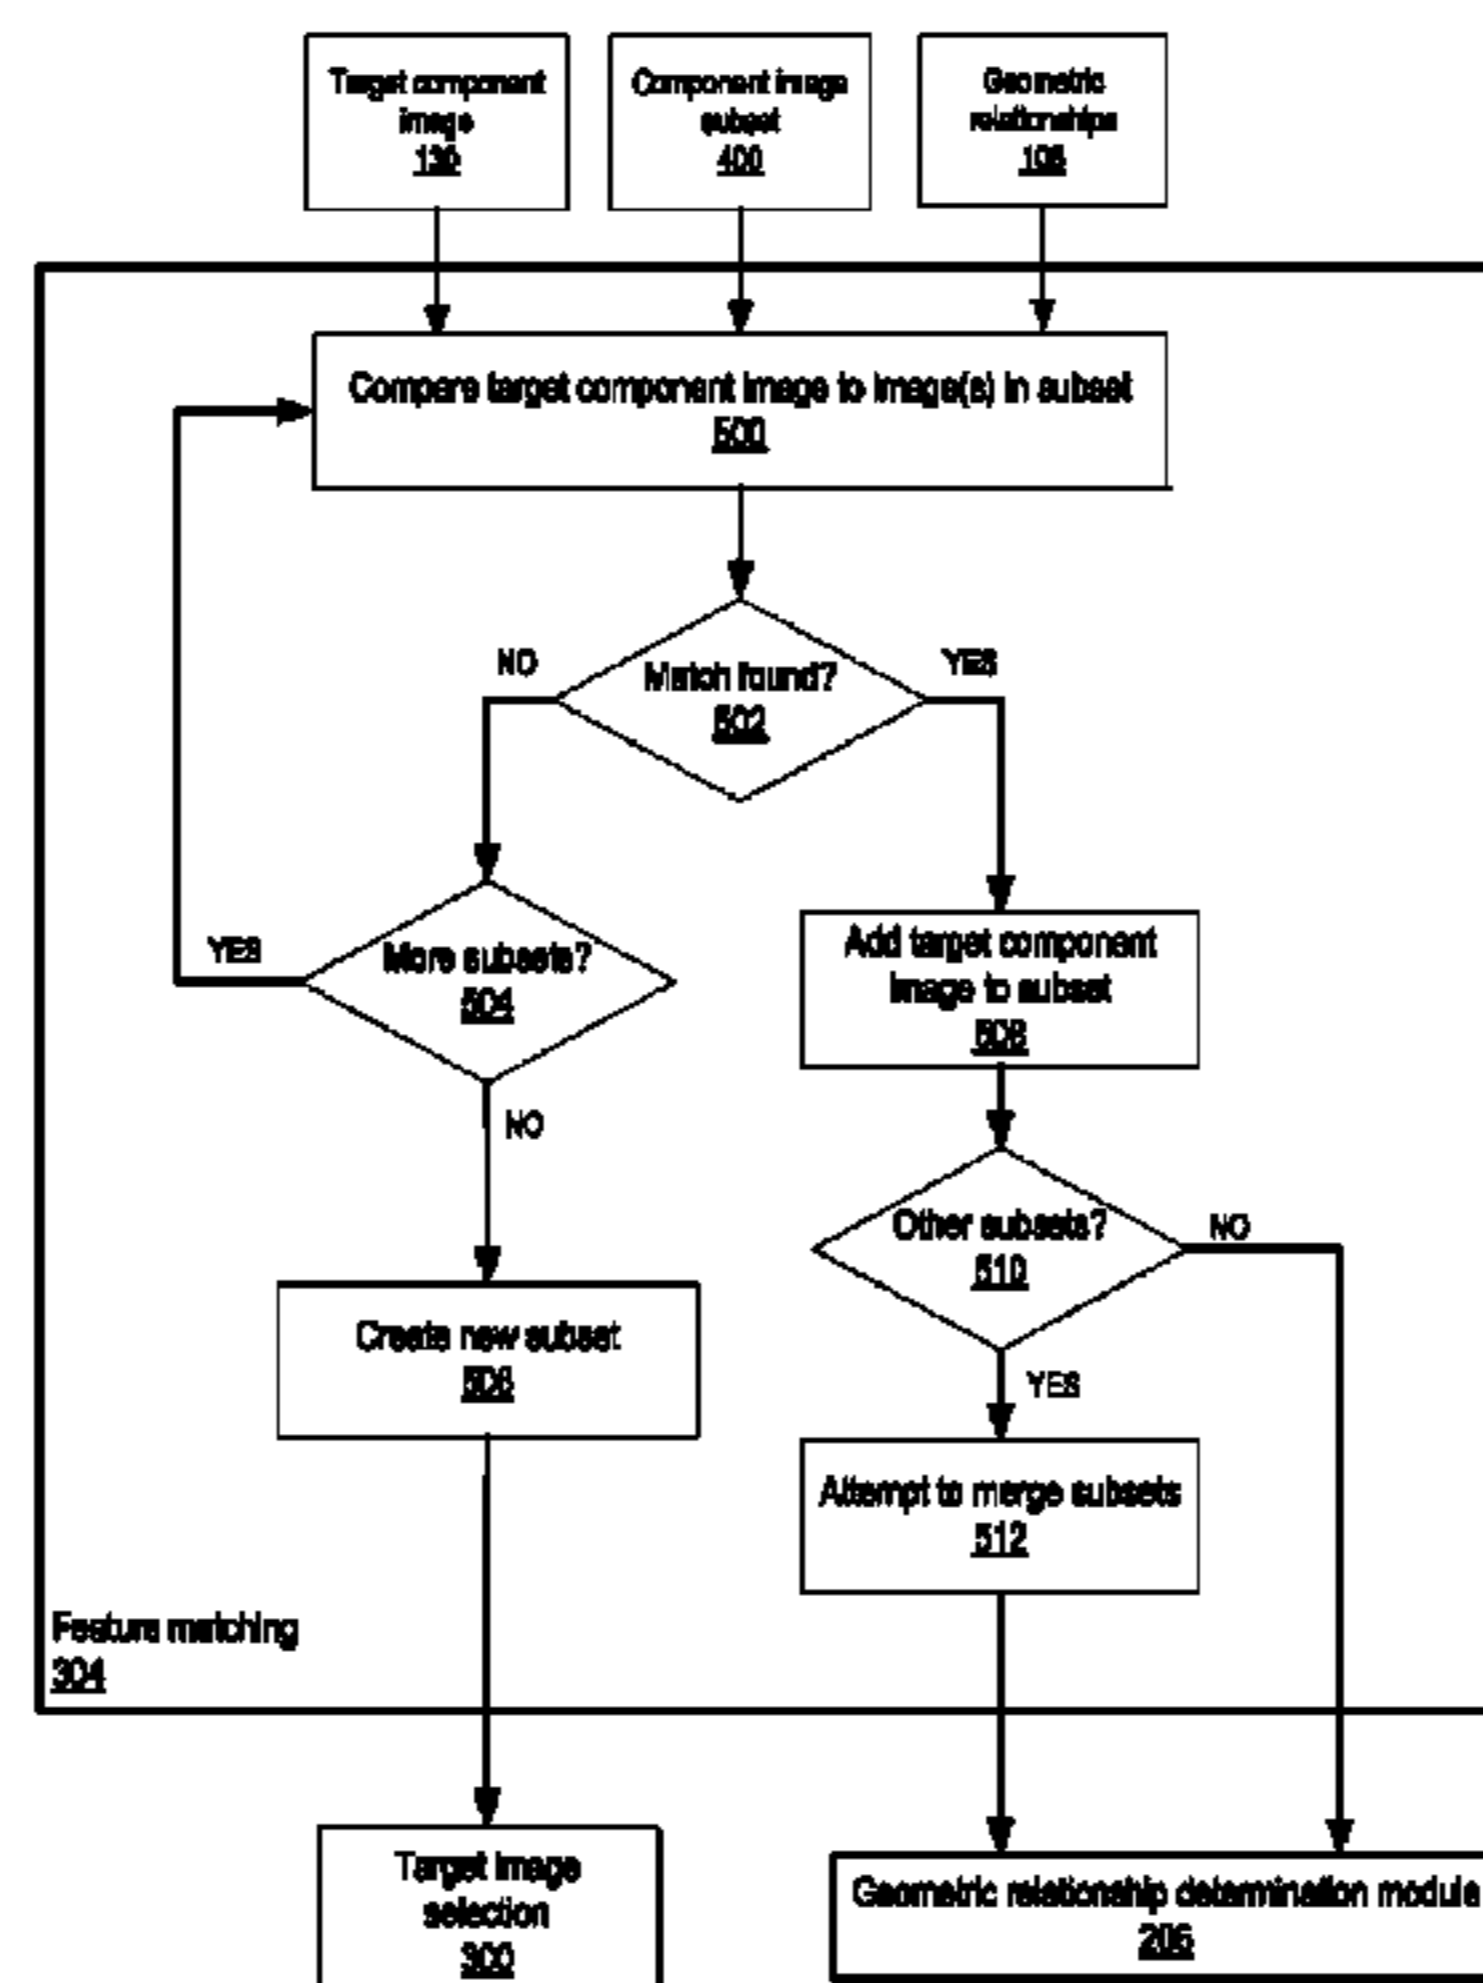 Target component
image
Component image
subset
400
Geometric
relationships
Compare target component image to image(s) in subset
500
NO
Match found?
502
YES
YES
More subsets?
504
Add target component
image to subset
508
NO
Other subsets?
510
NO
Create new subset
506
YES
Attempt to merge subsets
512
Feature matching
304
Target image
selection
300
Geometric relationship determination module
206